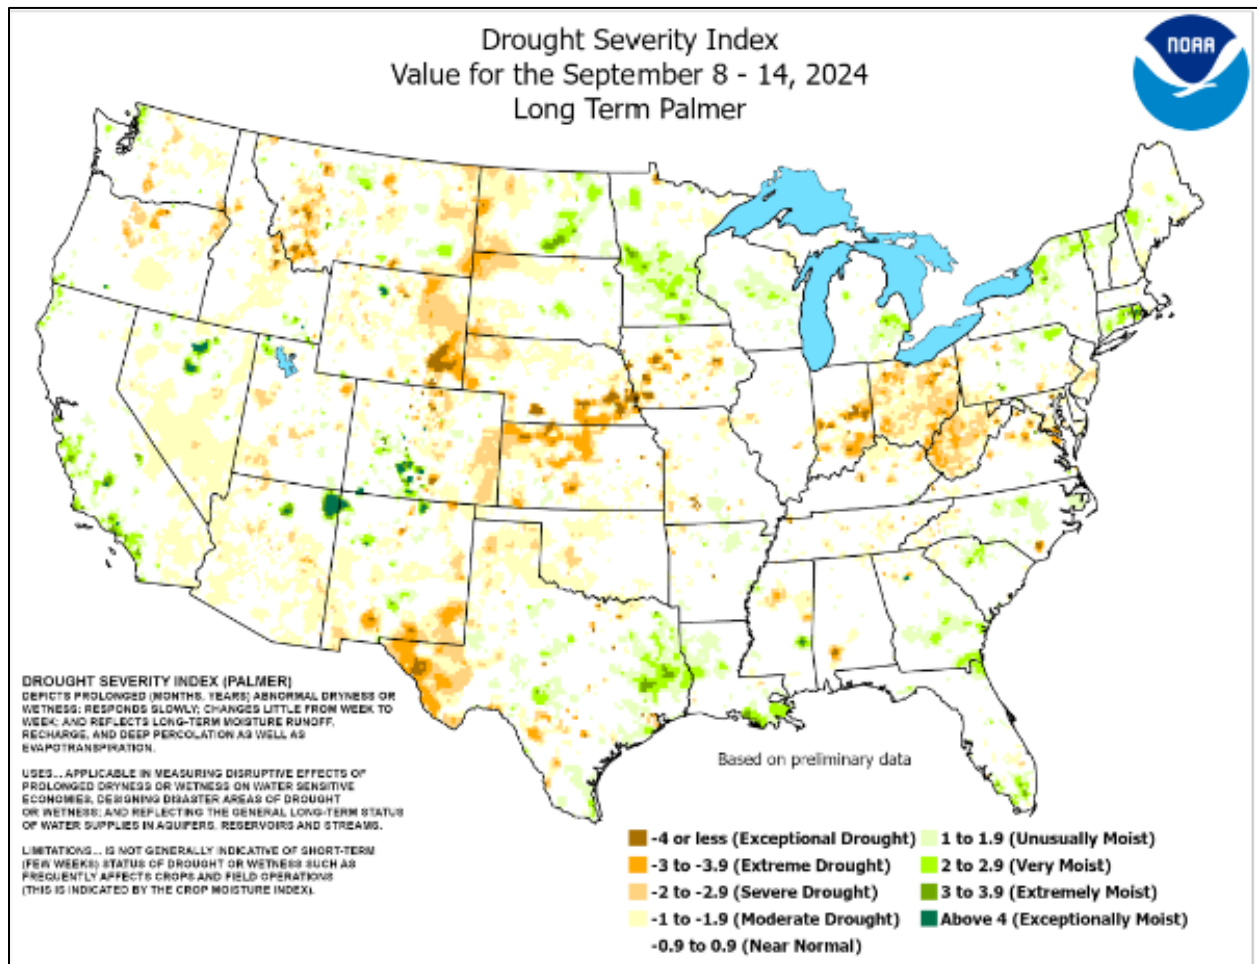 Drought Severity Index
Value for the September 8 - 14, 2024
Long Term Palmer
NOAA
DROUGHT SEVERITY INDEX (PALMER)
DEPICTS PROLONGED (MONTHS, YEARS) ABNORMAL DRYNESS OR
WETNESS; RESPONDS SLOWLY; CHANGES LITTLE FROM WEEK TO
WEEK; AND REFLECTS LONG-TERM MOISTURE RUNOFF,
RECHARGE, AND DEEP PERCOLATION AS WELL AS
EVAPOTRANSPIRATION.
USES... APPLICABLE IN MEASURING DISRUPTIVE EFFECTS OF
PROLONGED DRYNESS OR WETNESS ON WATER SENSITIVE
ECONOMIES, DESIGNING DISASTER AREAS OF DROUGHT
OR WETNESS; AND REFLECTING THE GENERAL LONG-TERM STATUS
OF WATER SUPPLIES IN AQUIFERS, RESERVOIRS AND STREAMS.
LIMITATIONS... IS NOT GENERALLY INDICATIVE OF SHORT-TERM
(FEW WEEKS) STATUS OF DROUGHT OR WETNESS SUCH AS
FREQUENTLY AFFECTS CROPS AND FIELD OPERATIONS
(THIS IS INDICATED BY THE CROP MOISTURE INDEX).
Based on preliminary data
-4 or less (Exceptional Drought)
-3 to -3.9 (Extreme Drought)
-2 to -2.9 (Severe Drought)
-1 to -1.9 (Moderate Drought)
-0.9 to 0.9 (Near Normal)
1 to 1.9 (Unusually Moist)
2 to 2.9 (Very Moist)
3 to 3.9 (Extremely Moist)
Above 4 (Exceptionally Moist)